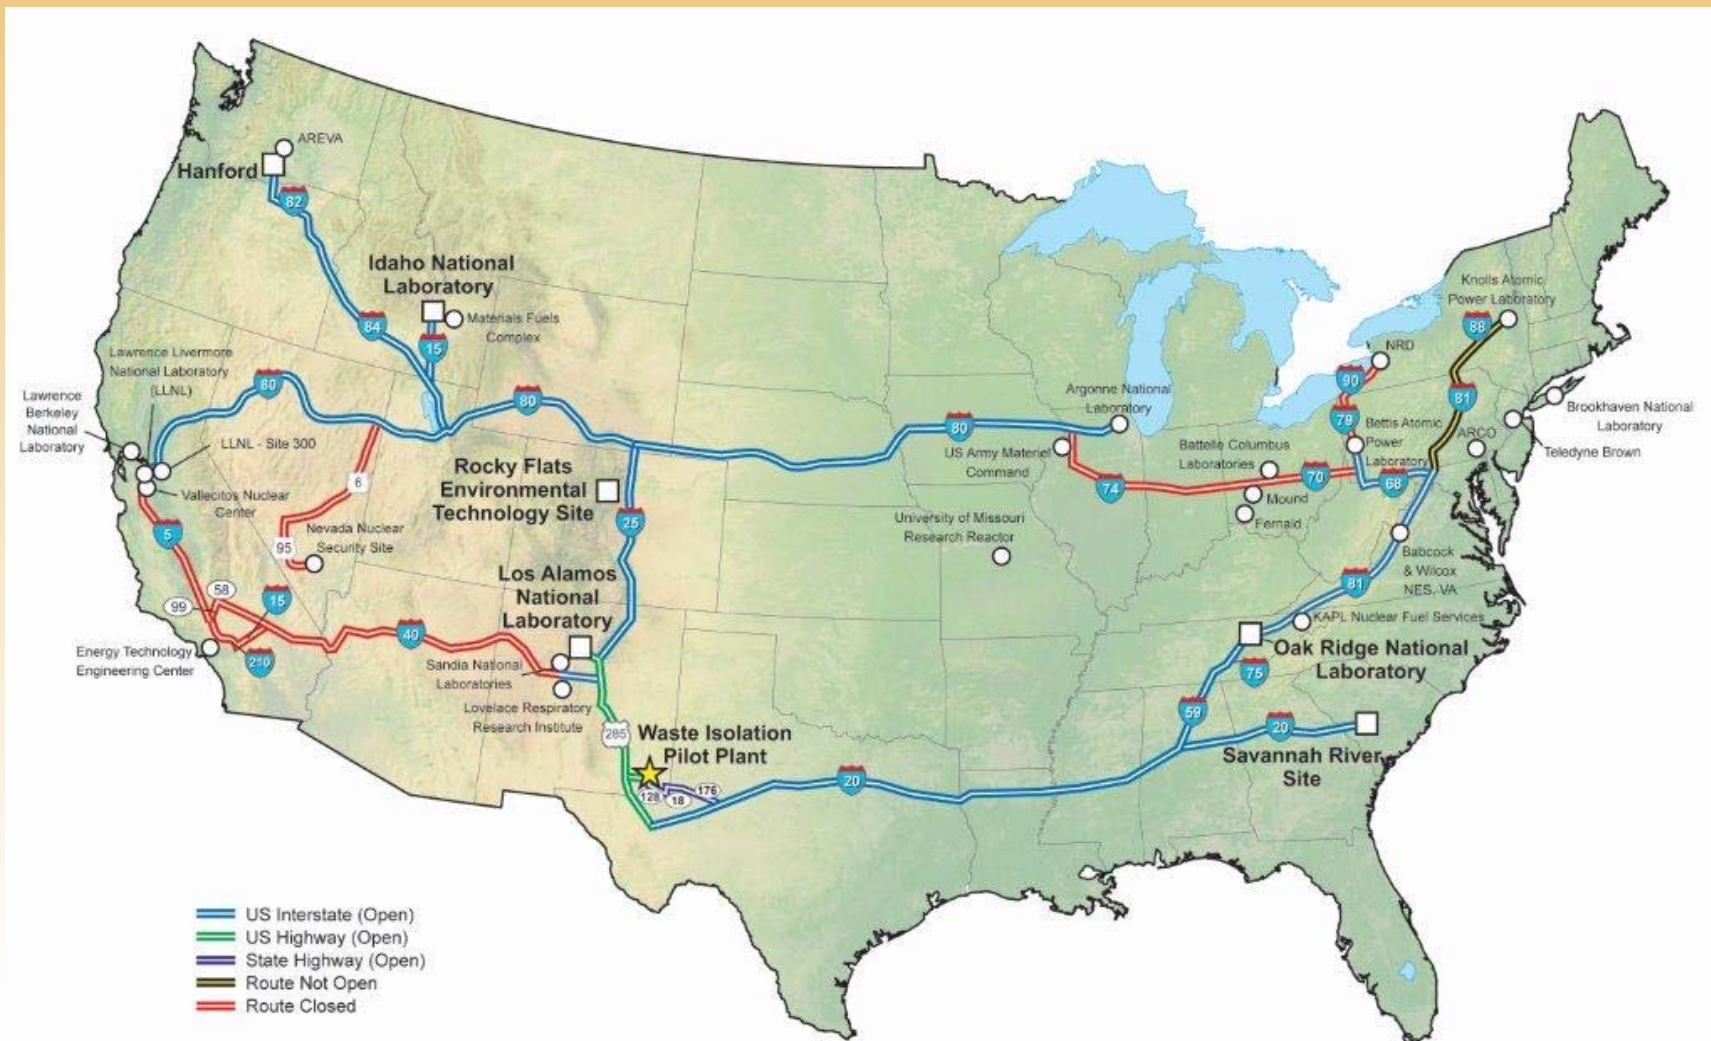 AREVA
Hanford
82
Idaho National
Laboratory
Materials Fuels
Complex
84
15
Lawrence Livermore
National Laboratory
(LLNL)
80
Lawrence
Berkeley
National
Laboratory
LLNL - Site 300
Vallecitos Nuclear
Center
6
5
95
Nevada Nuclear
Security Site
58
99
15
210
40
Energy Technology
Engineering Center
80
Rocky Flats
Environmental
Technology Site
25
Los Alamos
National
Laboratory
Sandia National
Laboratories
Lovelace Respiratory
Research Institute
285
Waste Isolation
Pilot Plant
128
18
176
20
80
Argonne National
Laboratory
US Army Materiel
Command
74
University of Missouri
Research Reactor
Battelle Columbus
Laboratories
70
Mound
Fernald
Knolls Atomic
Power Laboratory
88
NRD
90
79
81
Bettis Atomic
Power
Laboratory
68
ARCO
Brookhaven National
Laboratory
Teledyne Brown
Babcock
& Wilcox
NES, VA
81
KAPL Nuclear Fuel Services
Oak Ridge National
Laboratory
75
59
20
Savannah River
Site
US Interstate (Open)
US Highway (Open)
State Highway (Open)
Route Not Open
Route Closed